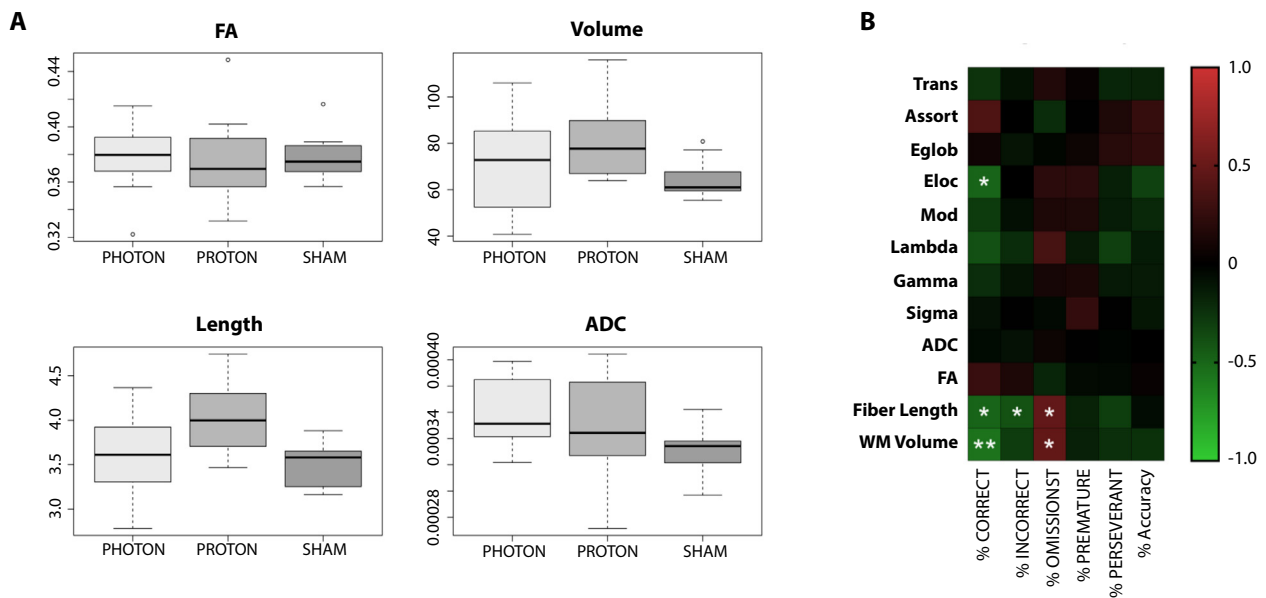 A
FA
0.44
0.40
0.36
0.32
PHOTON PROTON SHAM
Volume
100
80
60
40
PHOTON PROTON SHAM
Length
4.5
4.0
3.5
3.0
PHOTON PROTON SHAM
ADC
0.00040
0.00034
0.00028
PHOTON PROTON SHAM
B
Trans
Assort
Eglob
Eloc *
Mod
Lambda
Gamma
Sigma
ADC
FA
Fiber Length * * *
WM Volume ** *
% CORRECT
% INCORRECT
% OMISSIONST
% PREMATURE
% PERSEVERANT
% Accuracy
1.0
0.5
0
-0.5
-1.0